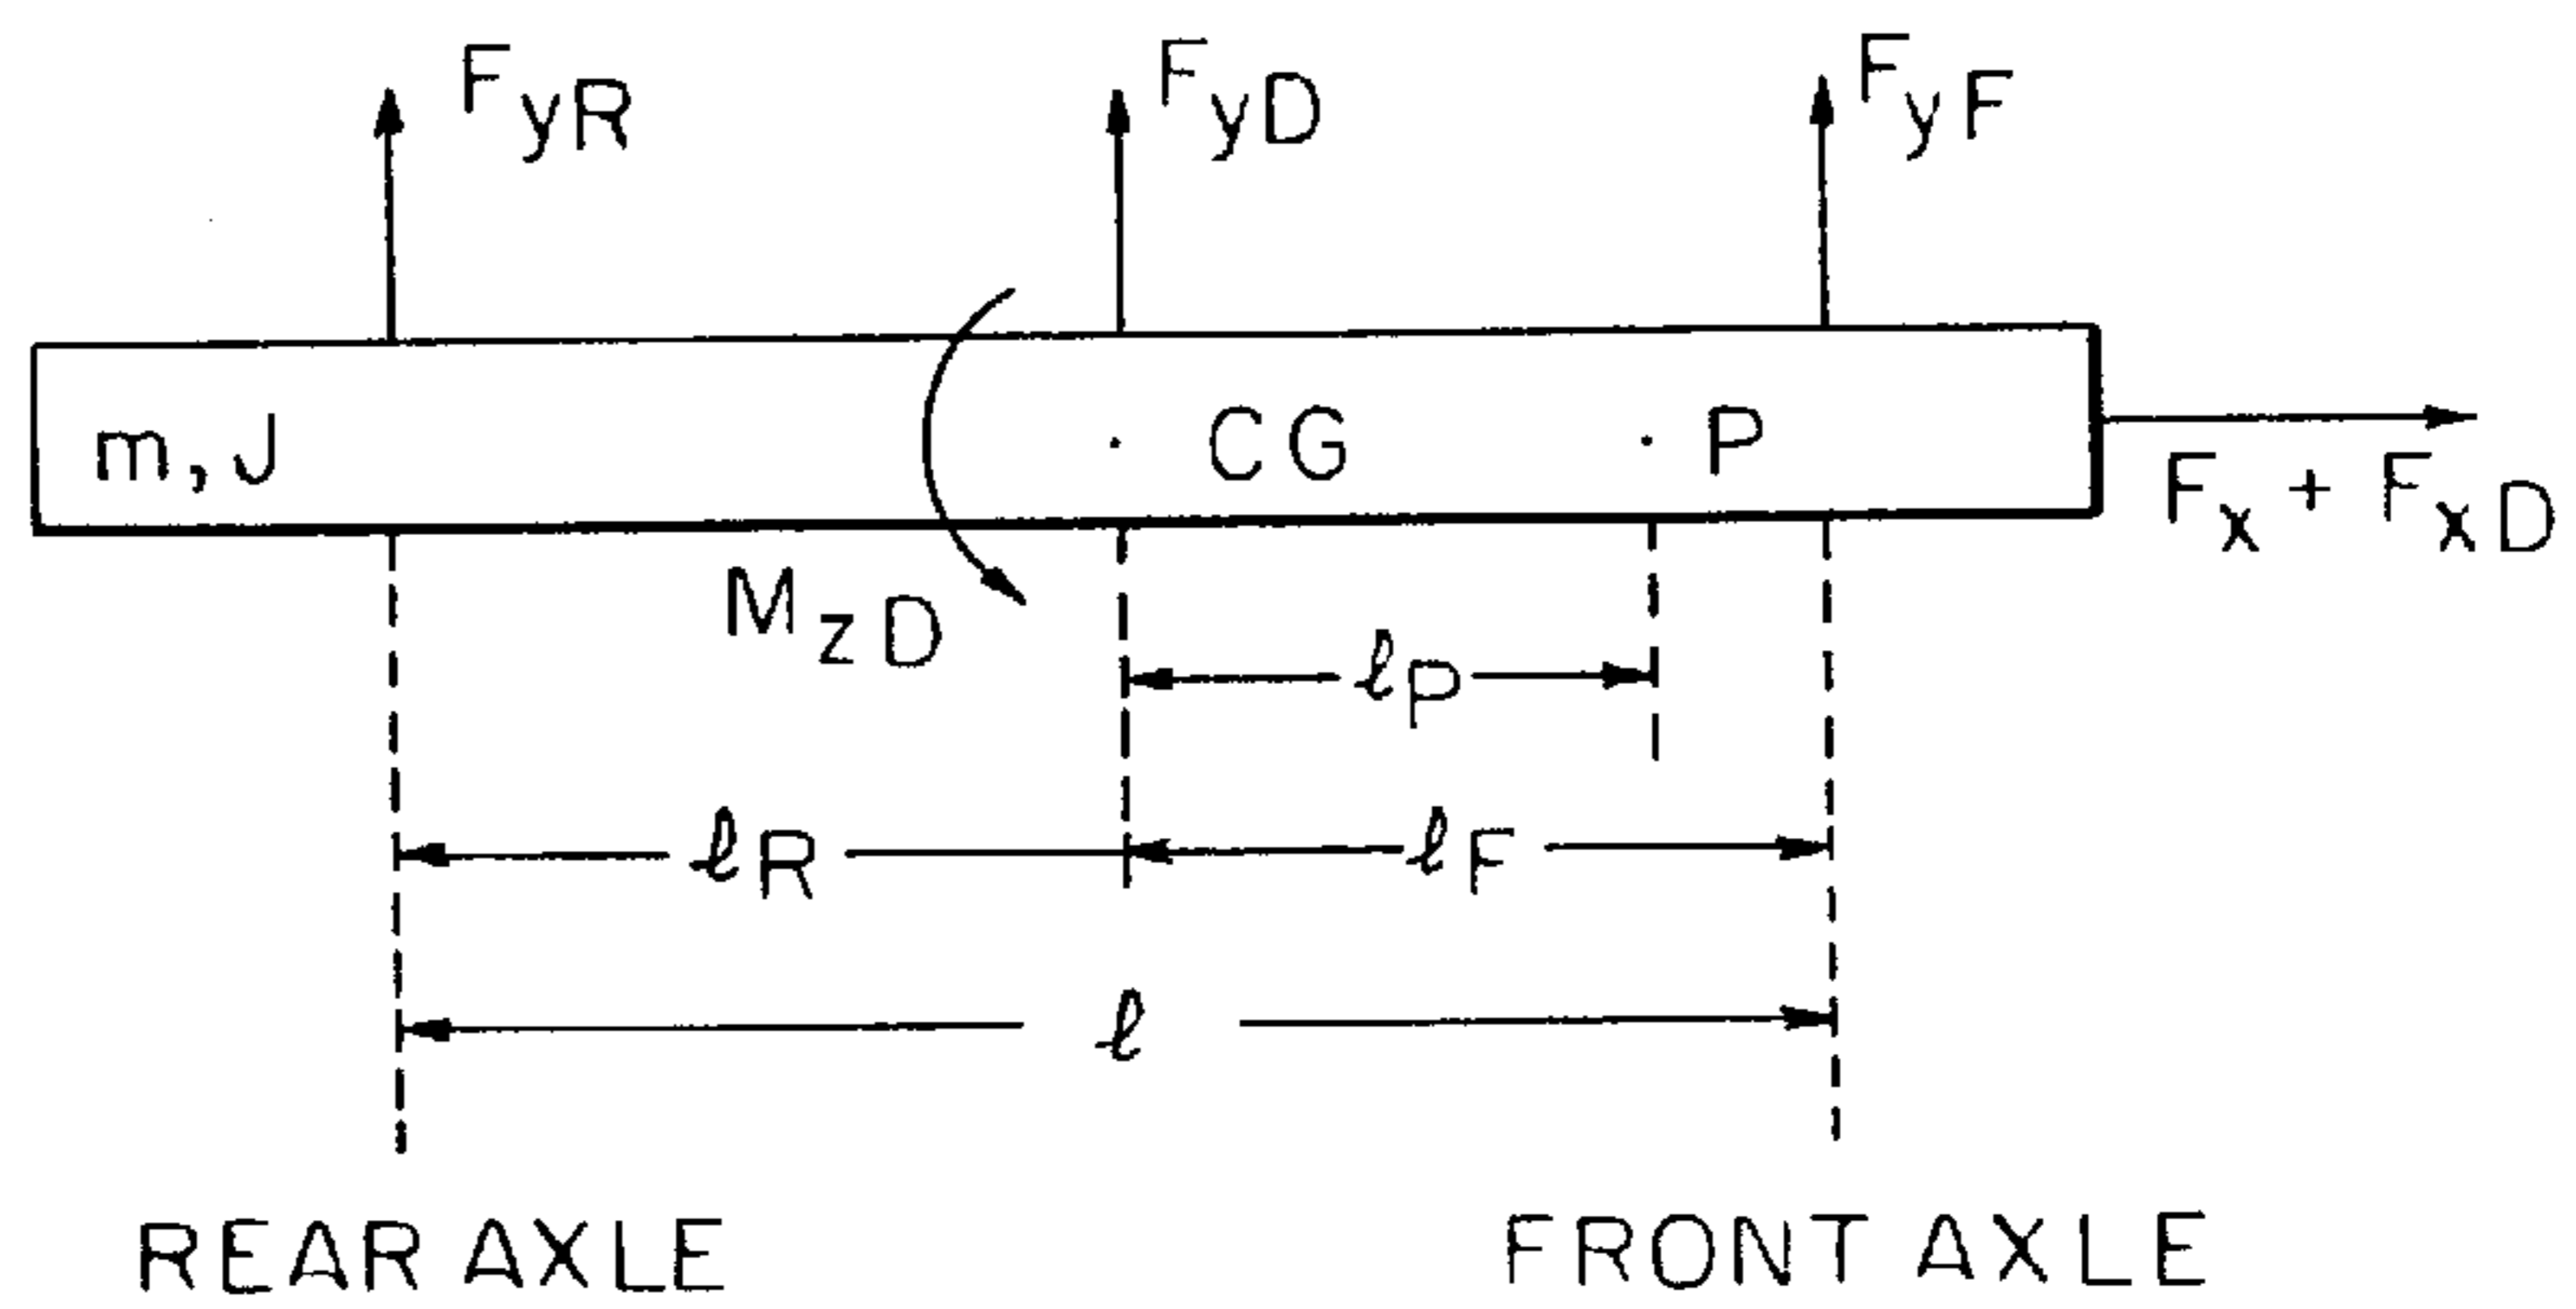 FyR FyD FyF
m, J CG P
Fx + FxD
MzD
ℓP
ℓR ℓF
ℓ
REAR AXLE FRONT AXLE